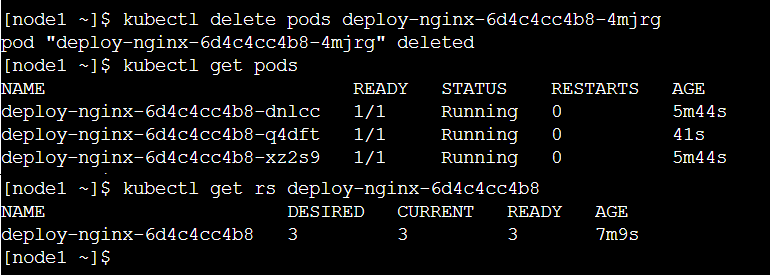 [node1 ~]$ kubectl delete pods deploy-nginx-6d4c4cc4b8-4mjrg
pod "deploy-nginx-6d4c4cc4b8-4mjrg" deleted
[node1 ~]$ kubectl get pods
NAME READY STATUS RESTARTS AGE
deploy-nginx-6d4c4cc4b8-dnlcc 1/1 Running 0 5m44s
deploy-nginx-6d4c4cc4b8-q4dft 1/1 Running 0 41s
deploy-nginx-6d4c4cc4b8-xz2s9 1/1 Running 0 5m44s
[node1 ~]$ kubectl get rs deploy-nginx-6d4c4cc4b8
NAME DESIRED CURRENT READY AGE
deploy-nginx-6d4c4cc4b8 3 3 3 7m9s
[node1 ~]$